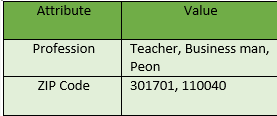 Attribute Value
Profession Teacher, Business man,
Peon
ZIP Code 301701, 110040